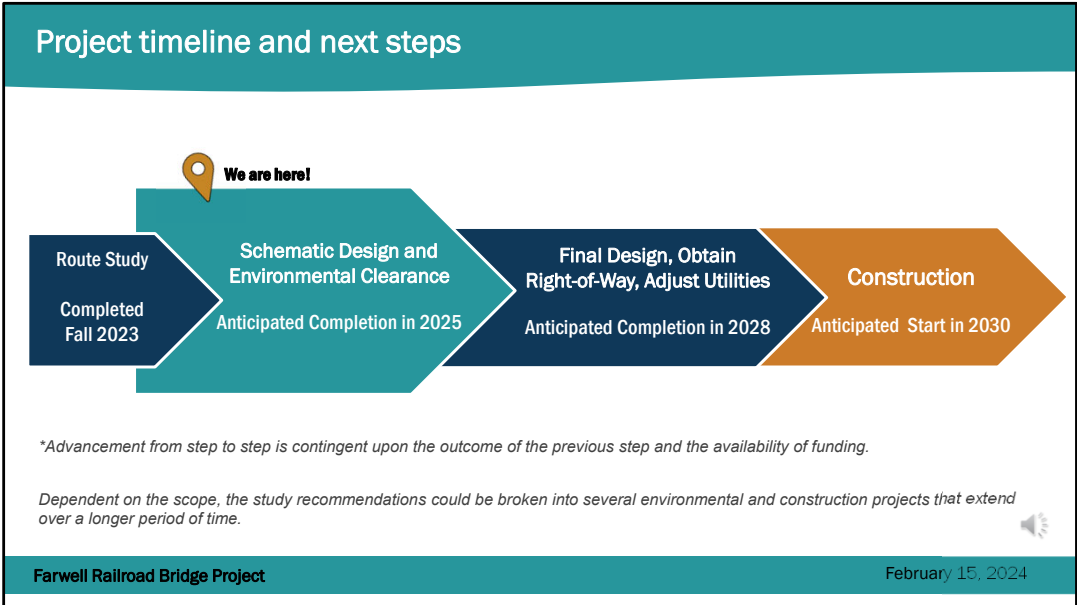 Project timeline and next steps
We are here!
Route Study
Completed
Fall 2023
Schematic Design and
Environmental Clearance
Anticipated Completion in 2025
Final Design, Obtain
Right-of-Way, Adjust Utilities
Anticipated Completion in 2028
Construction
Anticipated  Start in 2030
*Advancement from step to step is contingent upon the outcome of the previous step and the availability of funding.
Dependent on the scope, the study recommendations could be broken into several environmental and construction projects that extend
over a longer period of time.
Farwell Railroad Bridge Project
February 15, 2024